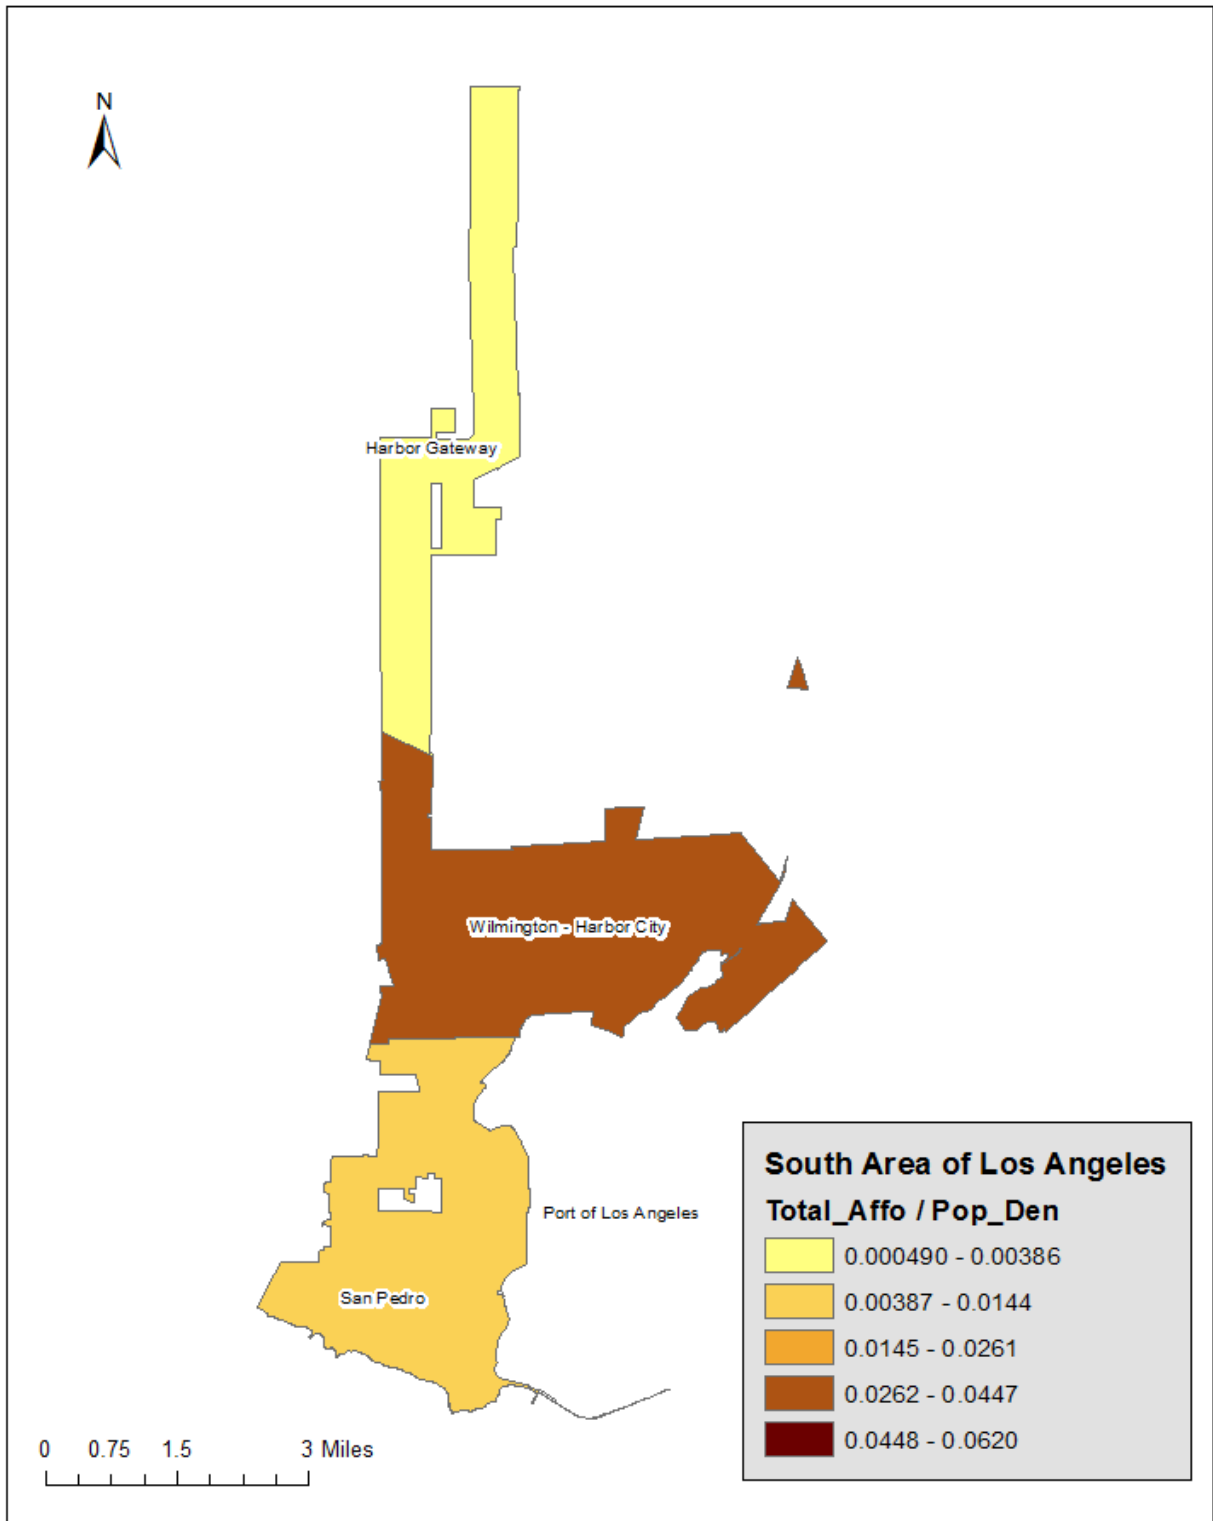 N
Harbor Gateway
Wilmington - Harbor City
Port of Los Angeles
San Pedro
South Area of Los Angeles
Total_Affo / Pop_Den
0.000490 - 0.00386
0.00387 - 0.0144
0.0145 - 0.0261
0.0262 - 0.0447
0.0448 - 0.0620
0 0.75 1.5 3 Miles